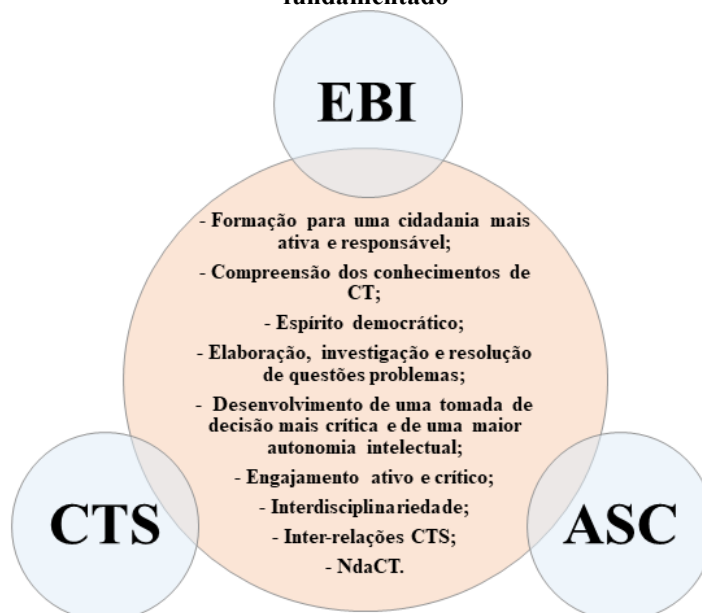 fundamentado
EBI
- Formação para uma cidadania mais
ativa e responsável;
- Compreensão dos conhecimentos de
CT;
- Espírito democrático;
- Elaboração, investigação e resolução
de questões problemas;
- Desenvolvimento de uma tomada de
decisão mais crítica e de uma maior
autonomia intelectual;
- Engajamento ativo e crítico;
- Interdisciplinariedade;
- Inter-relações CTS;
- NdaCT.
CTS
ASC